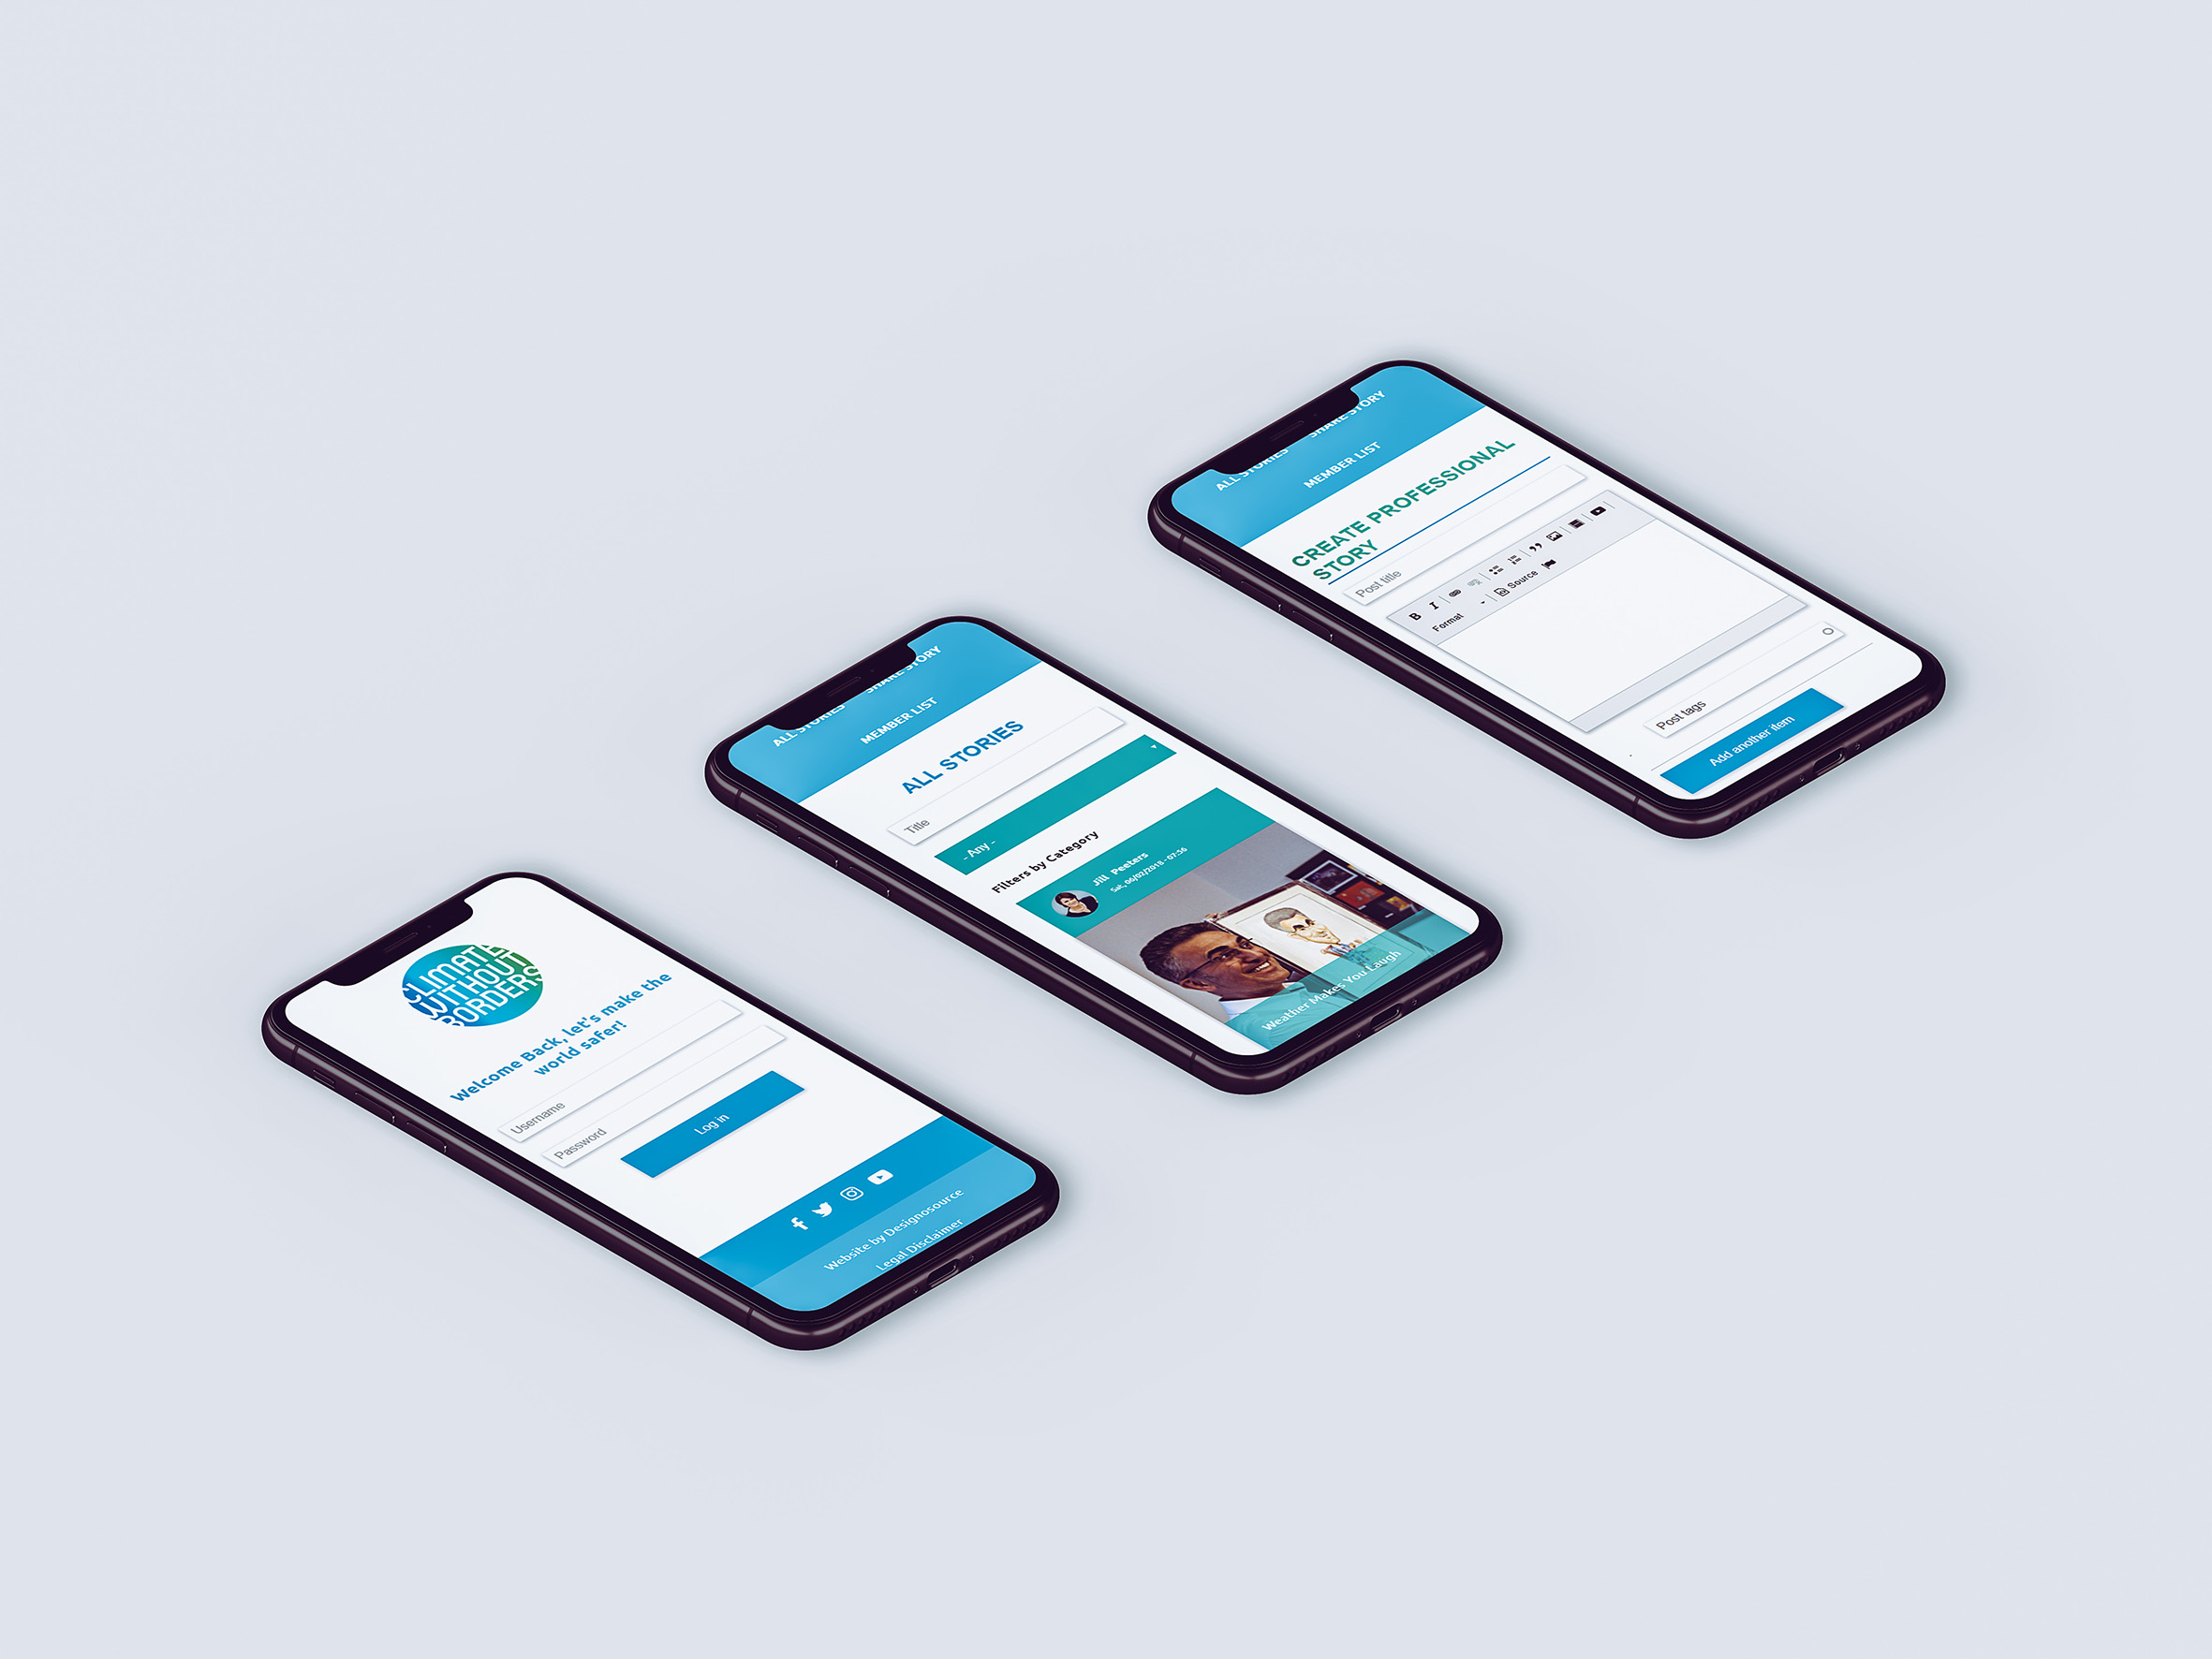 CLIMATE
WITHOUT
BORDERS
Welcome Back, let's make the
world safer!
Username
Password
Log in
Website by Designosource
Legal Disclaimer
ALL STORIES SHARE STORY
MEMBER LIST
ALL STORIES
Title
- Any -
Filters by Category
Jill Peeters
Sat, 06/02/2018 - 07:56
Weather Makes You Laugh
ALL STORIES SHARE STORY
MEMBER LIST
CREATE PROFESSIONAL
STORY
Post title
B I
Format Source
Post tags
Add another item